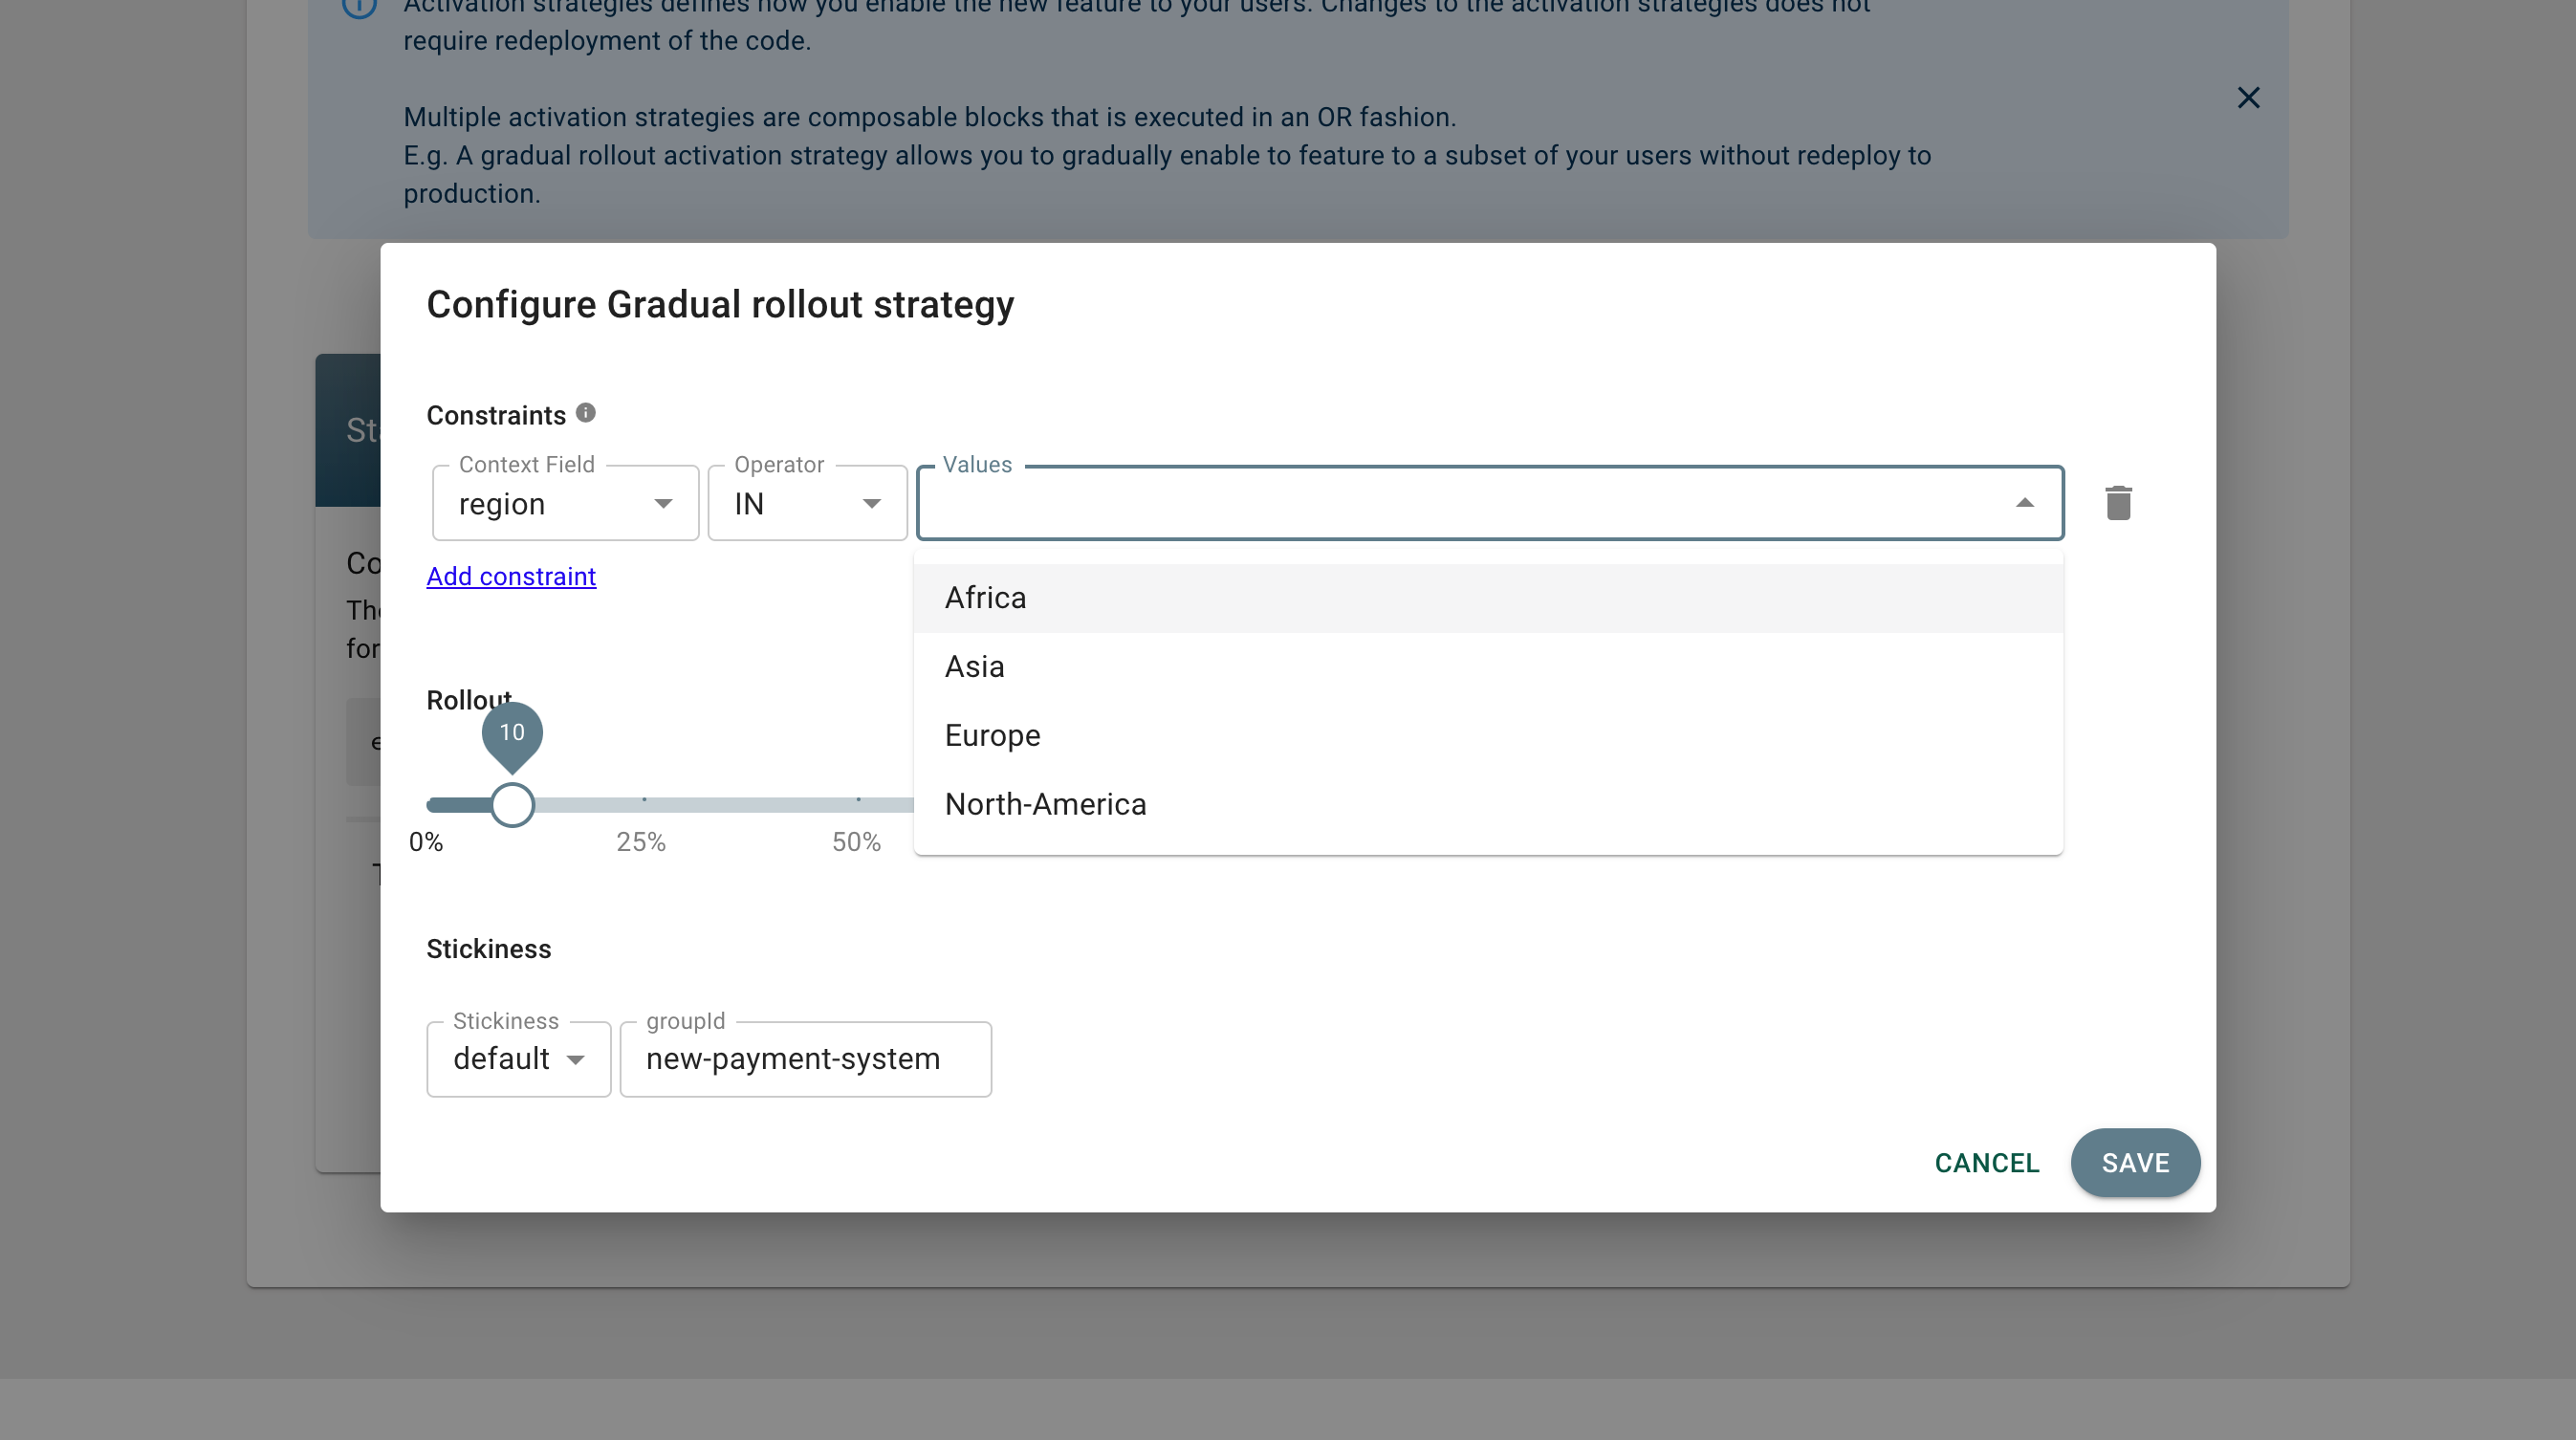 Activation strategies defines how you enable the new feature to your users. Changes to the activation strategies does not
require redeployment of the code.
Multiple activation strategies are composable blocks that is executed in an OR fashion.
E.g. A gradual rollout activation strategy allows you to gradually enable to feature to a subset of your users without redeploy to
production.
Configure Gradual rollout strategy
Constraints
Context Field
region
Operator
IN
Values
Add constraint
Africa
Asia
Europe
North-America
Rollout
10
0%
25%
50%
Stickiness
Stickiness
default
groupId
new-payment-system
CANCEL
SAVE